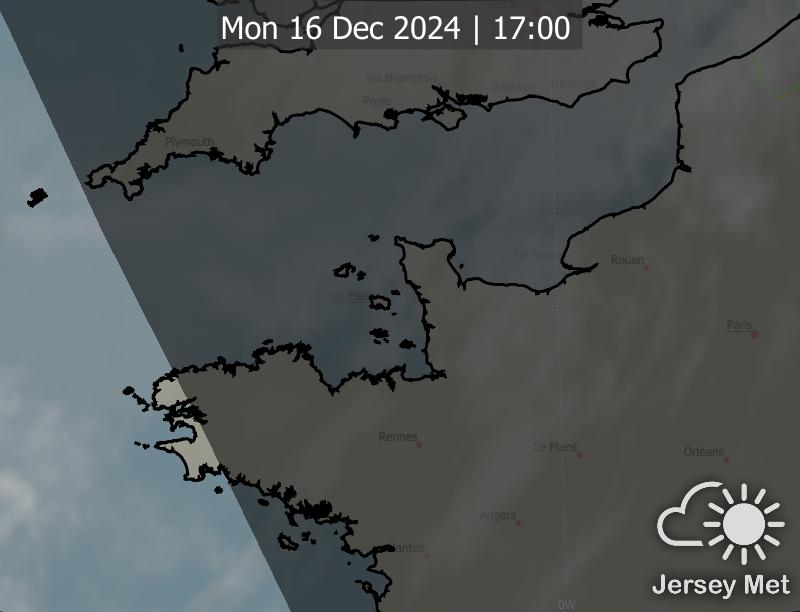 Mon 16 Dec 2024 | 17:00
Southampton
Brighton
Hastings
Poole
Plymouth
Le Havre
Rouen
St. Helier
Paris
Rennes
Le Mans
Orleans
Angers
Nantes
Jersey Met
0W